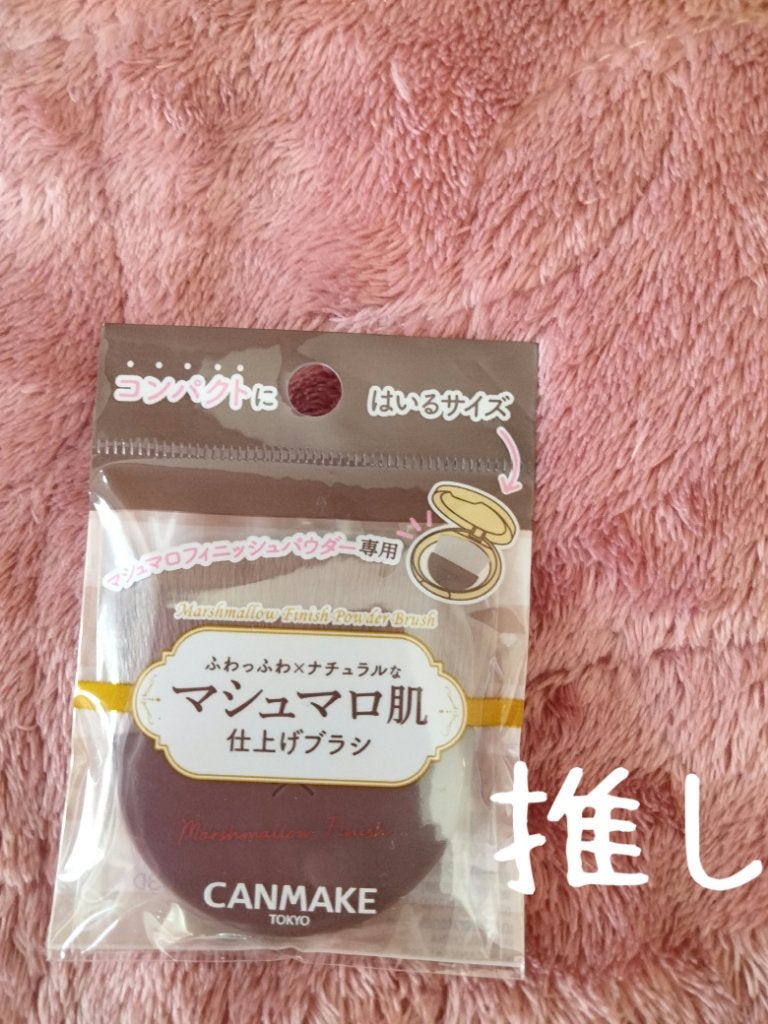 コンパクトに はいるサイズ
マシュマロフィニッシュパウダー専用
Marshmallow Finish Powder Brush
ふわっふわ×ナチュラルな
マシュマロ肌
仕上げブラシ
Marshmallow Finish
CANMAKE
TOKYO
推し